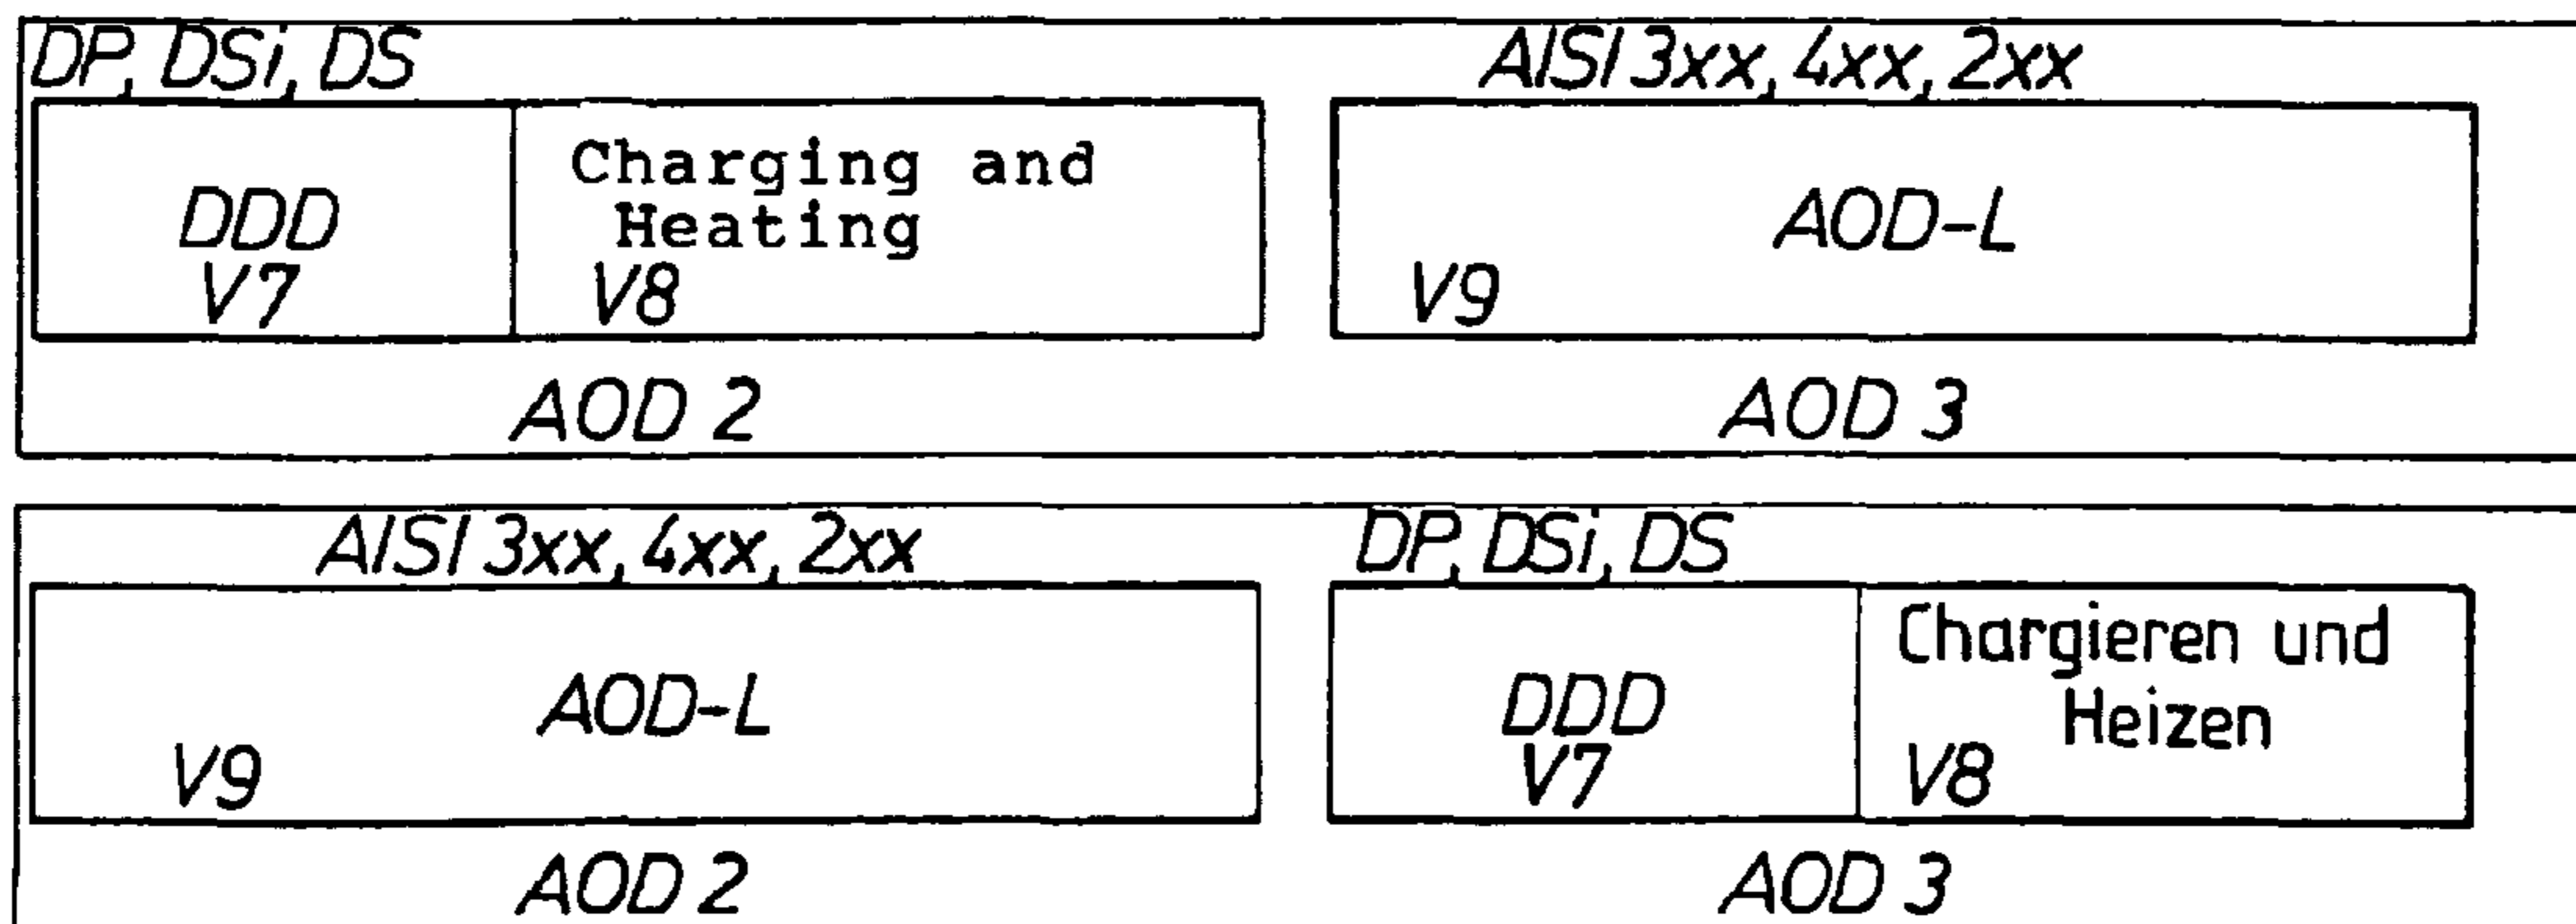 DP, DSi, DS
AISI 3xx, 4xx, 2xx
DDD
V7
Charging and
Heating
V8
AOD-L
V9
AOD 2
AOD 3
AISI 3xx, 4xx, 2xx
DP, DSi, DS
AOD-L
V9
DDD
V7
Chargieren und
Heizen
V8
AOD 2
AOD 3